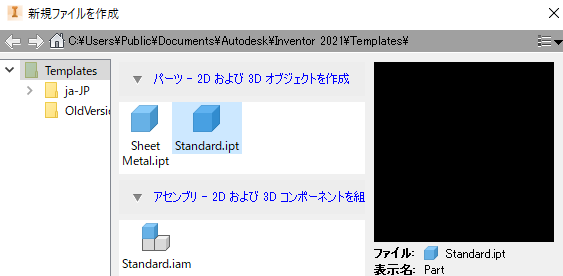 新規ファイルを作成
C:¥Users¥Public¥Documents¥Autodesk¥Inventor 2021¥Templates¥
Templates
ja-JP
OldVersio
パーツ - 2D および 3D オブジェクトを作成
Sheet
Metal.ipt
Standard.ipt
アセンブリ - 2D および 3D コンポーネントを組
Standard.iam
ファイル: Standard.ipt
表示名: Part